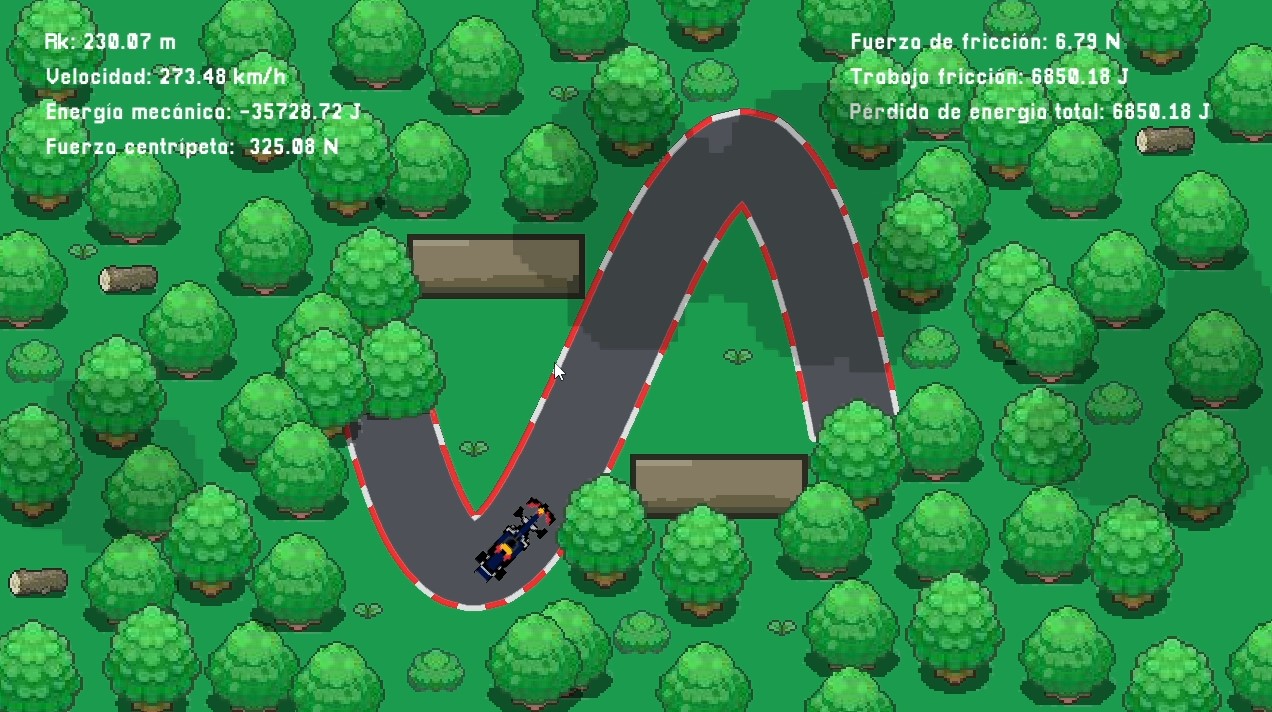 Rk: 230.07 m
Velocidad: 273.48 km/h
Energía mecánica: -35728.72 J
Fuerza centrípeta: 325.08 N
Fuerza de fricción: 6.79 N
Trabajo fricción: 6850.18 J
Pérdida de energía total: 6850.18 J